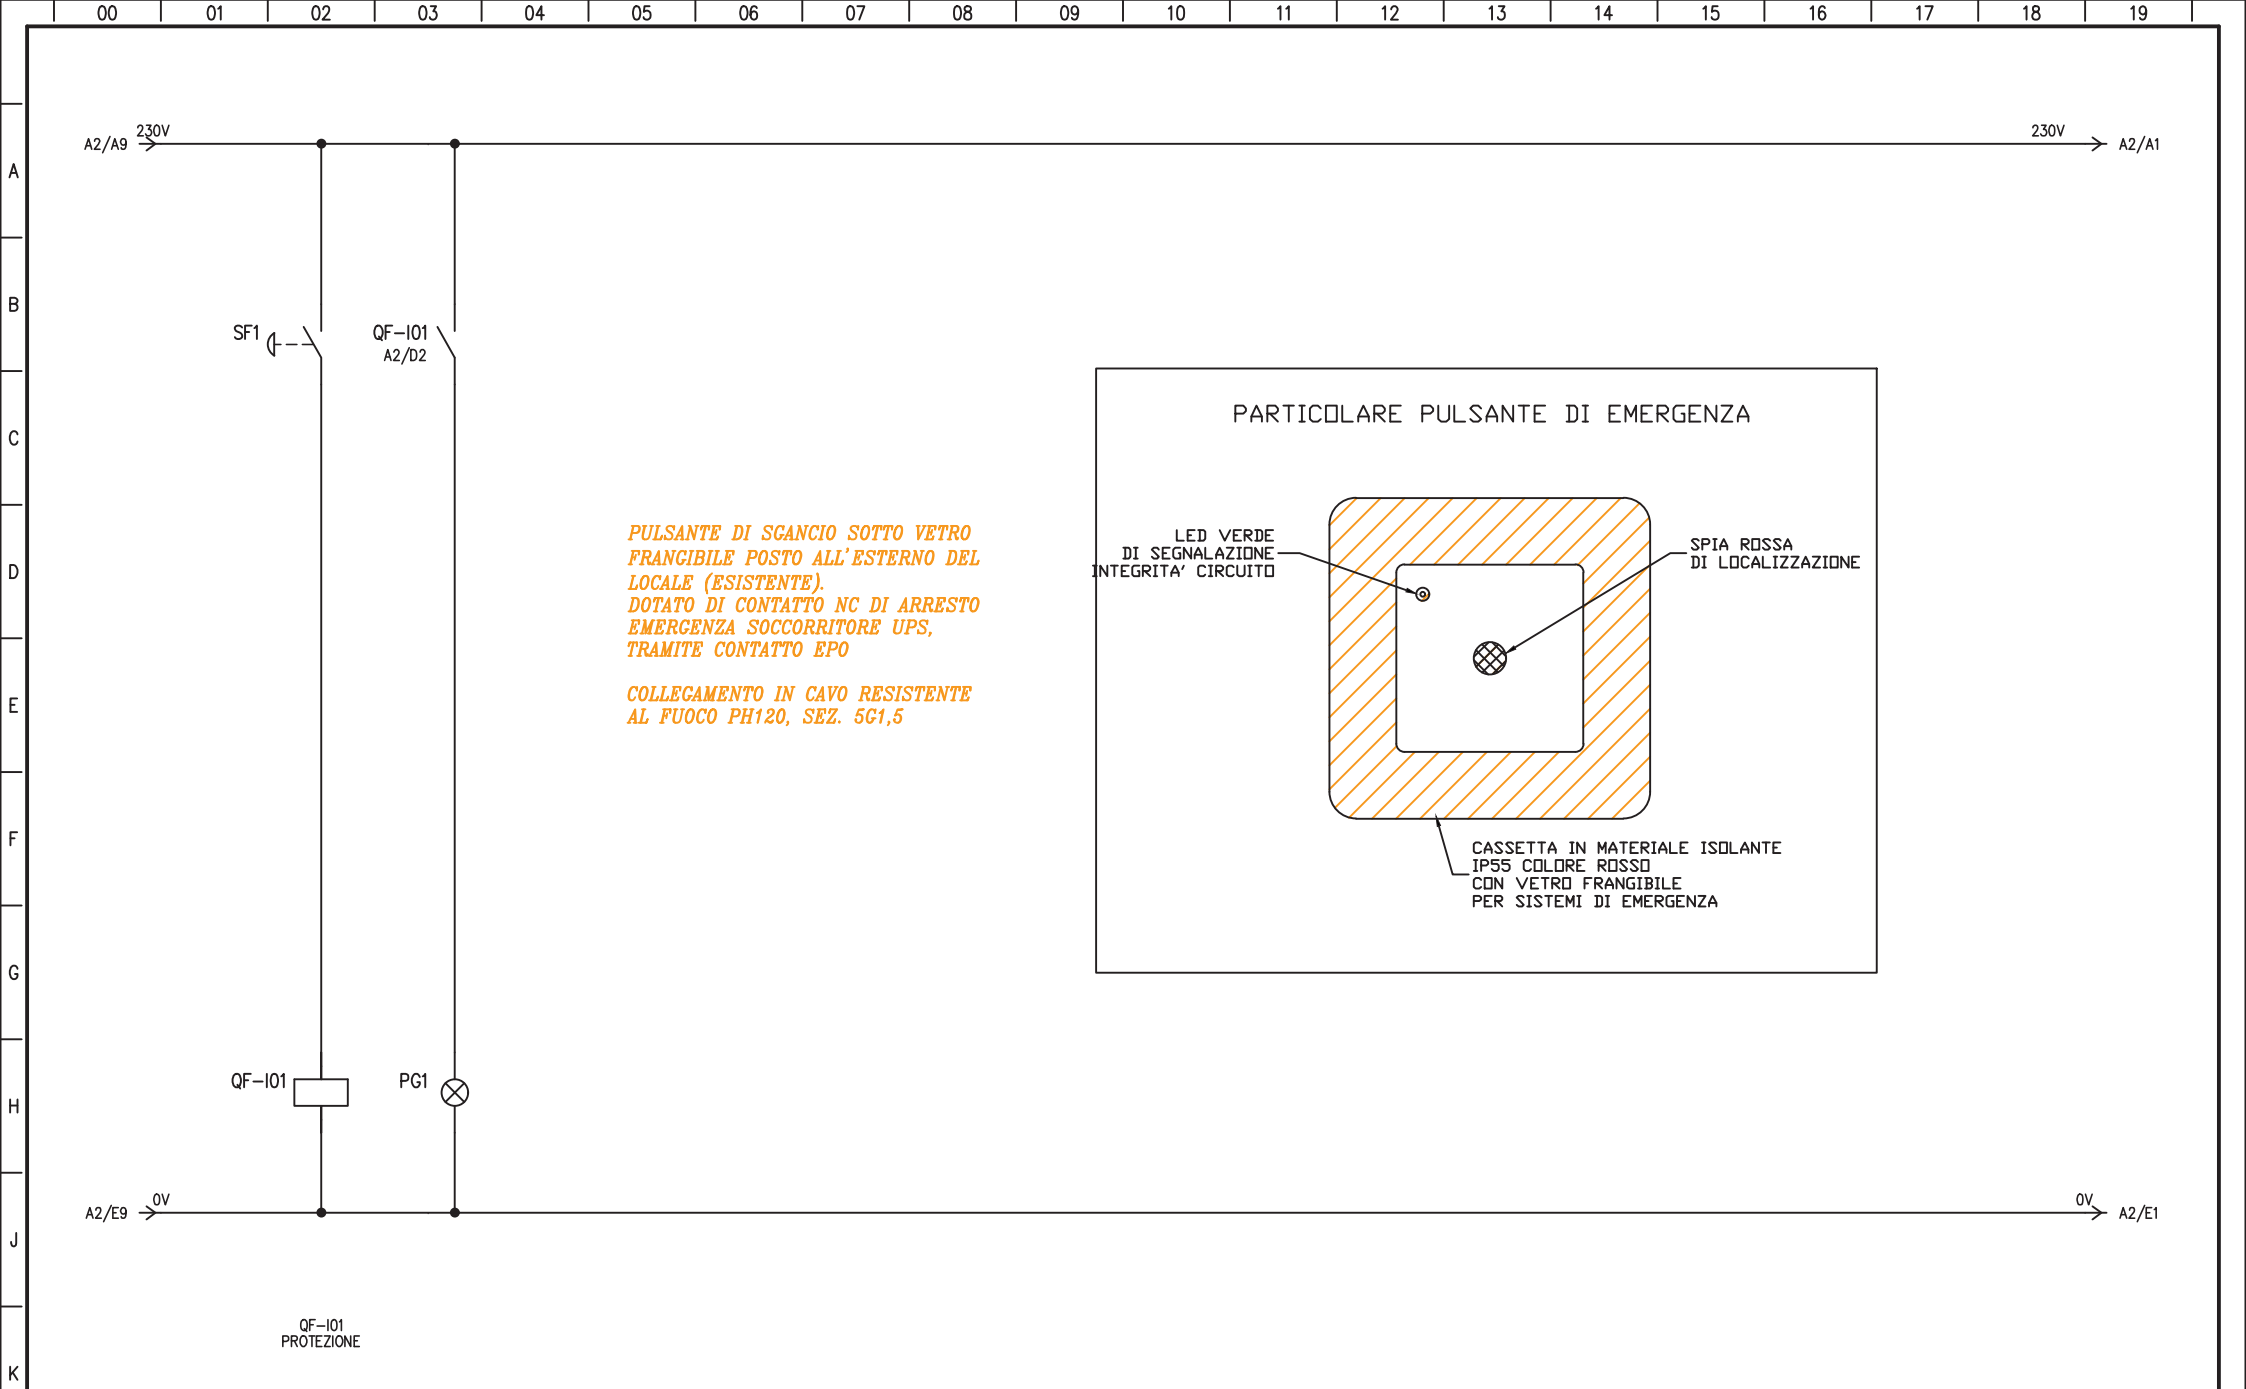 00 01 02 03 04 05 06 07 08 09 10 11 12 13 14 15 16 17 18 19
230V
A2/A9
230V
A2/A1
A
B
SF1
QF-I01
A2/D2
C
PARTICOLARE PULSANTE DI EMERGENZA
PULSANTE DI SGANCIO SOTTO VETRO
FRANGIBILE POSTO ALL'ESTERNO DEL
LOCALE (ESISTENTE).
DOTATO DI CONTATTO NC DI ARRESTO
EMERGENZA SOCCORRITORE UPS,
TRAMITE CONTATTO EPO
COLLEGAMENTO IN CAVO RESISTENTE
AL FUOCO PH120, SEZ. 5G1,5
LED VERDE
DI SEGNALAZIONE
INTEGRITA' CIRCUITO
SPIA ROSSA
DI LOCALIZZAZIONE
D
E
F
CASSETTA IN MATERIALE ISOLANTE
IP55 COLORE ROSSO
CON VETRO FRANGIBILE
PER SISTEMI DI EMERGENZA
G
QF-I01
PG1
H
0V
A2/E9
0V
A2/E1
J
QF-I01
PROTEZIONE
K